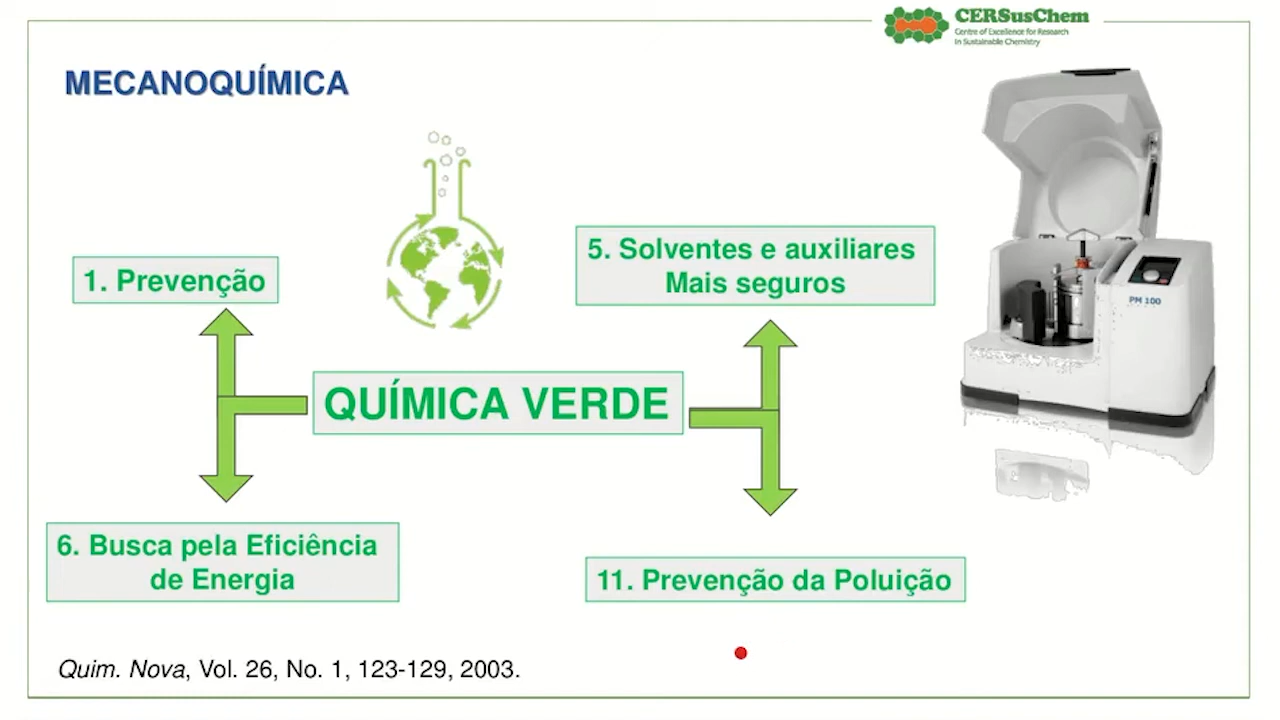 CERSusChem
Centre of Excellence for Research
in Sustainable Chemistry
MECANOQUÍMICA
5. Solventes e auxiliares
Mais seguros
1. Prevenção
PM 100
QUÍMICA VERDE
6. Busca pela Eficiência
de Energia
11. Prevenção da Poluição
Quim. Nova, Vol. 26, No. 1, 123-129, 2003.